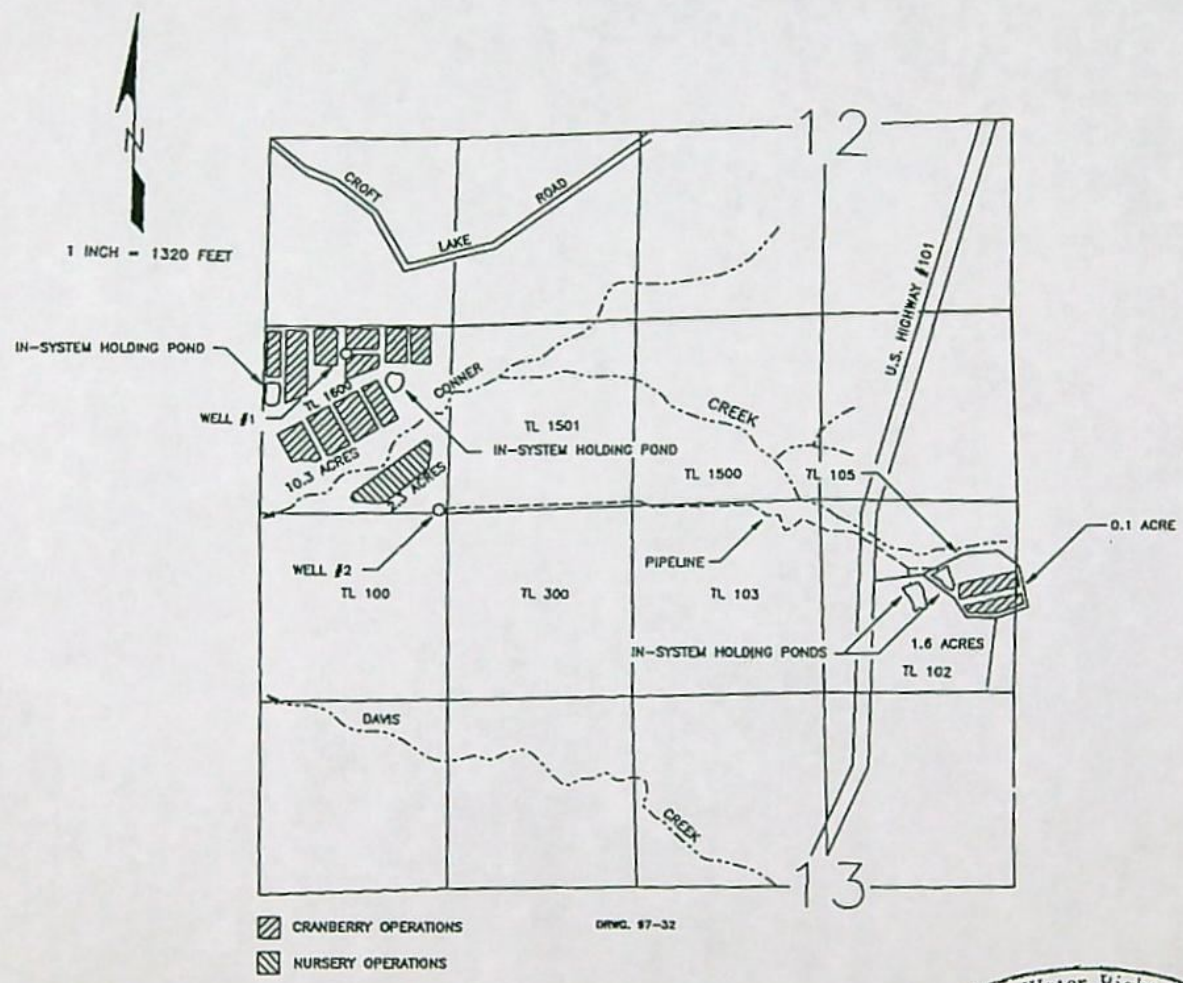 12
N
1 INCH = 1320 FEET
CROFT
LAKE
ROAD
U.S. HIGHWAY #101
IN-SYSTEM HOLDING POND
WELL #1
TL 1600
CONNER
CREEK
TL 1501
IN-SYSTEM HOLDING POND
TL 1500
TL 105
10.3 ACRES
0.1 ACRE
WELL #2
PIPELINE
TL 100
TL 300
TL 103
IN-SYSTEM HOLDING PONDS
1.6 ACRES
TL 102
DAVIS
CREEK
13
CRANBERRY OPERATIONS
DRWG. 97-32
NURSERY OPERATIONS